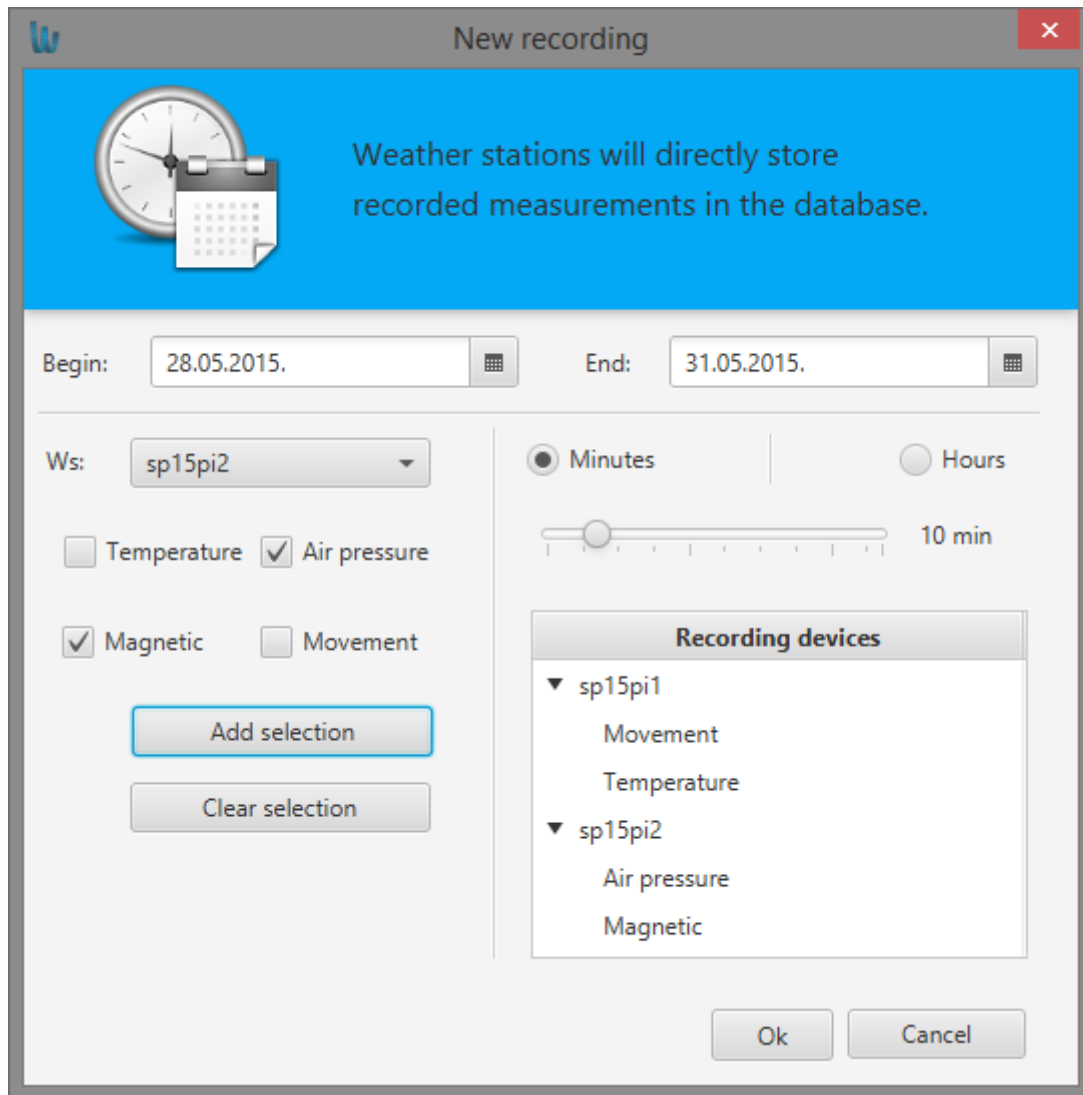 New recording
Weather stations will directly store
recorded measurements in the database.
Begin: 28.05.2015. End: 31.05.2015.
Ws: sp15pi2 Minutes Hours
10 min
Temperature Air pressure
Magnetic Movement
Add selection
Clear selection
Recording devices
sp15pi1
Movement
Temperature
sp15pi2
Air pressure
Magnetic
Ok Cancel